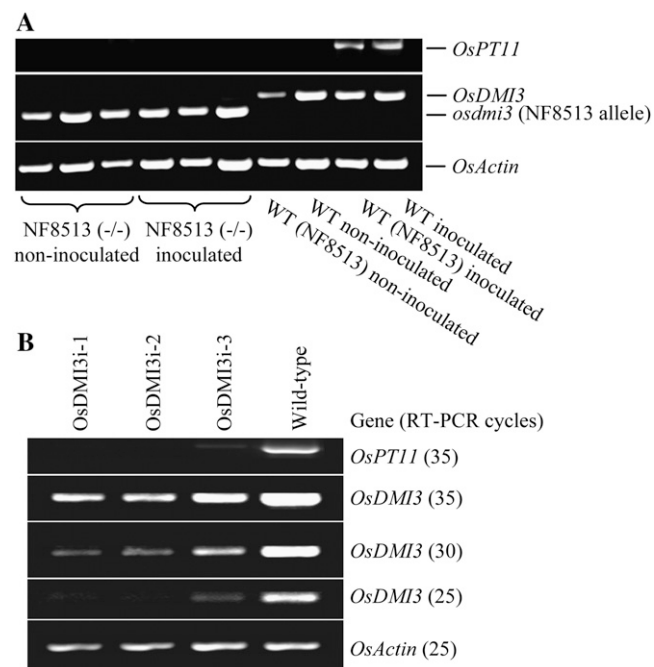 A
OsPT11
OsDMI3
osdmi3 (NF8513 allele)
OsActin
NF8513 (-/-)
non-inoculated
NF8513 (-/-)
inoculated
WT (NF8513) non-inoculated
WT non-inoculated
WT (NF8513) inoculated
WT inoculated
B
OsDMI3i-1
OsDMI3i-2
OsDMI3i-3
Wild-type
Gene (RT-PCR cycles)
OsPT11 (35)
OsDMI3 (35)
OsDMI3 (30)
OsDMI3 (25)
OsActin (25)